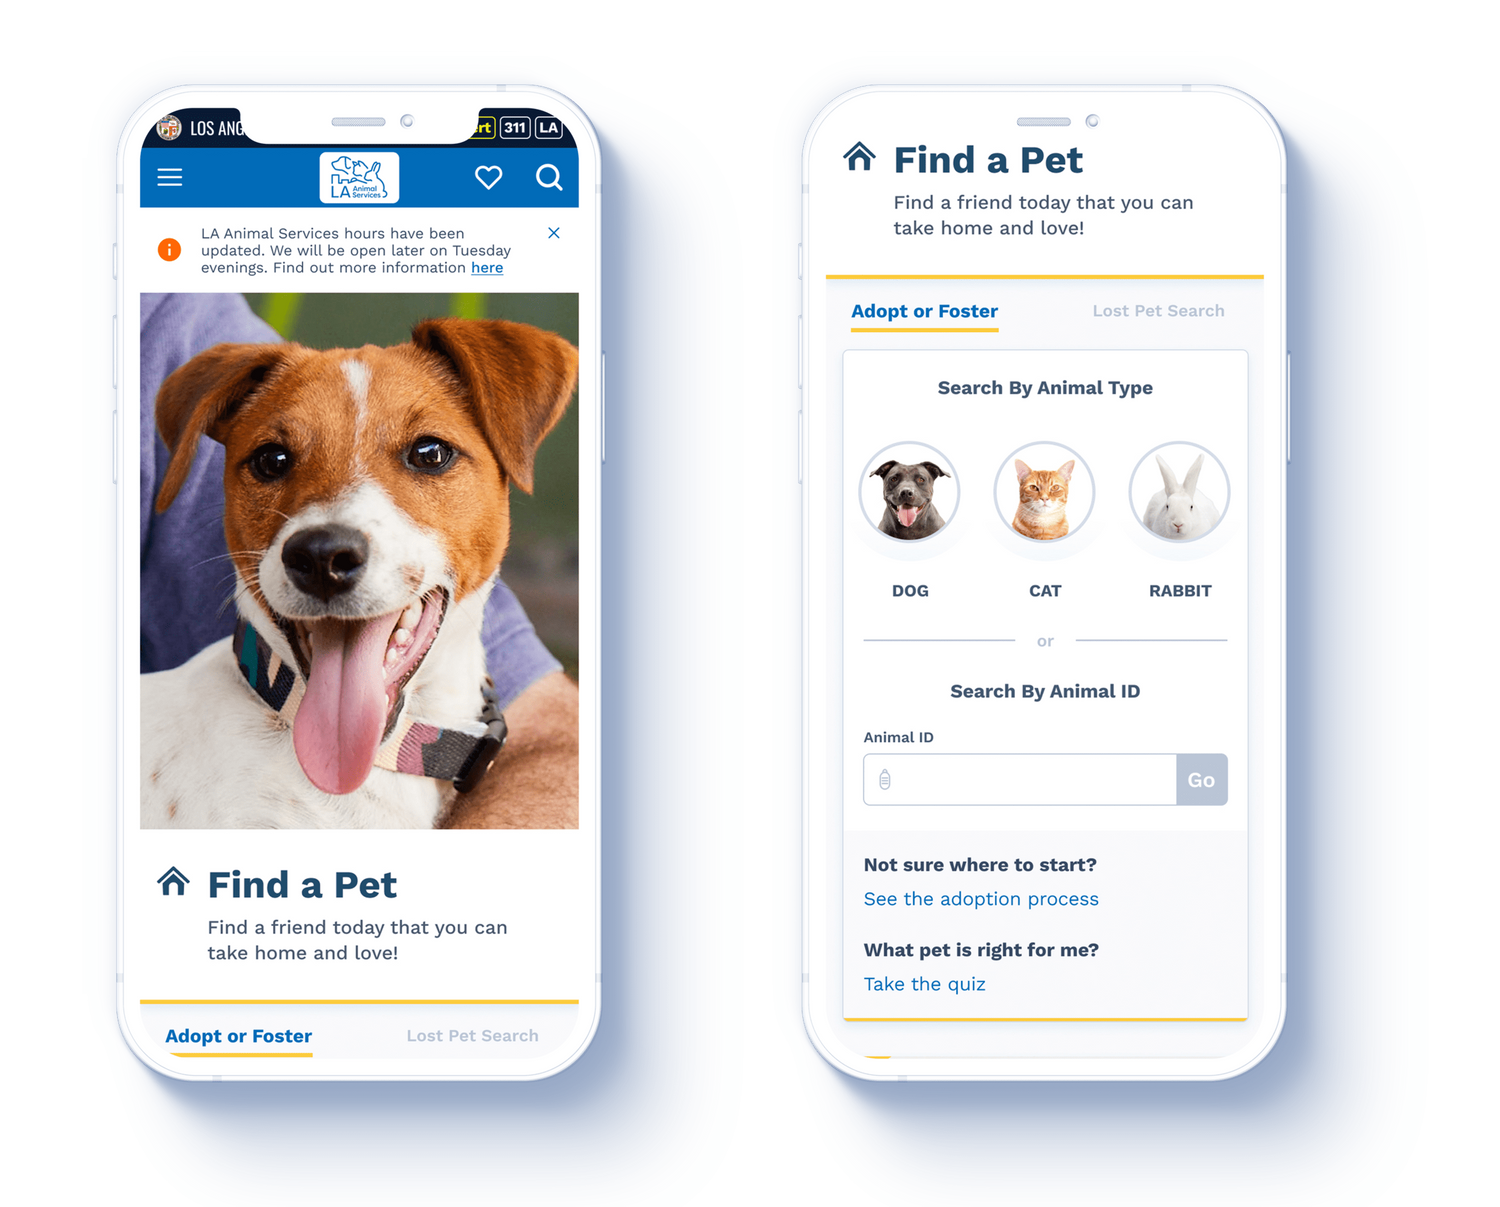 LOS ANG
311 LA
LA Animal Services
LA Animal Services hours have been
updated. We will be open later on Tuesday
evenings. Find out more information here
Find a Pet
Find a friend today that you can
take home and love!
Adopt or Foster
Lost Pet Search
Find a Pet
Find a friend today that you can
take home and love!
Adopt or Foster
Lost Pet Search
Search By Animal Type
DOG
CAT
RABBIT
or
Search By Animal ID
Animal ID
Go
Not sure where to start?
See the adoption process
What pet is right for me?
Take the quiz